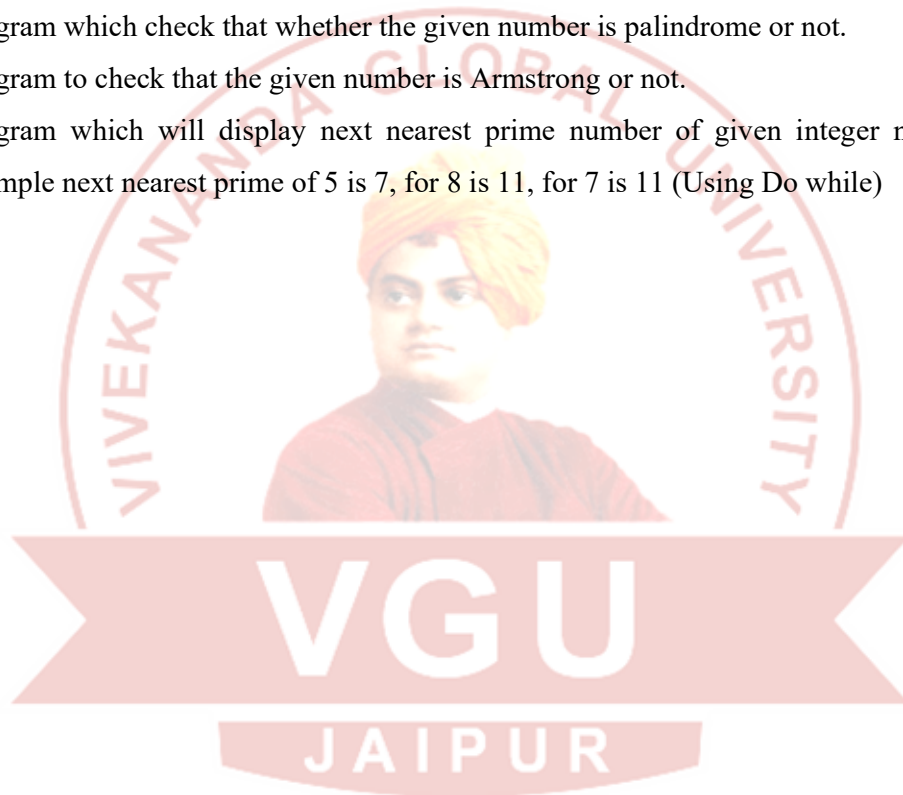 gram which check that whether the given number is palindrome or not.
gram to check that the given number is Armstrong or not.
gram which will display next nearest prime number of given integer n
mple next nearest prime of 5 is 7, for 8 is 11, for 7 is 11 (Using Do while)
VIVEKANANDA GLOBAL UNIVERSITY
VGU
JAIPUR